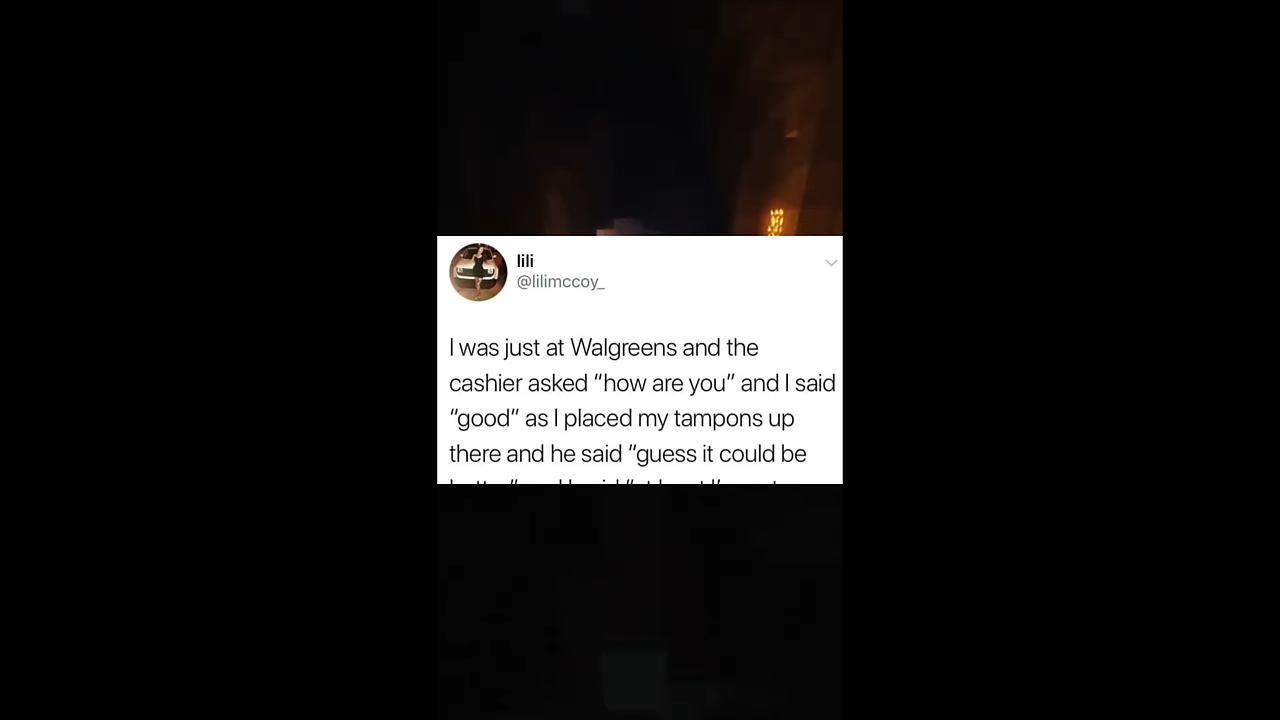 lili
@lilimccoy_
I was just at Walgreens and the
cashier asked “how are you” and I said
“good” as I placed my tampons up
there and he said “guess it could be